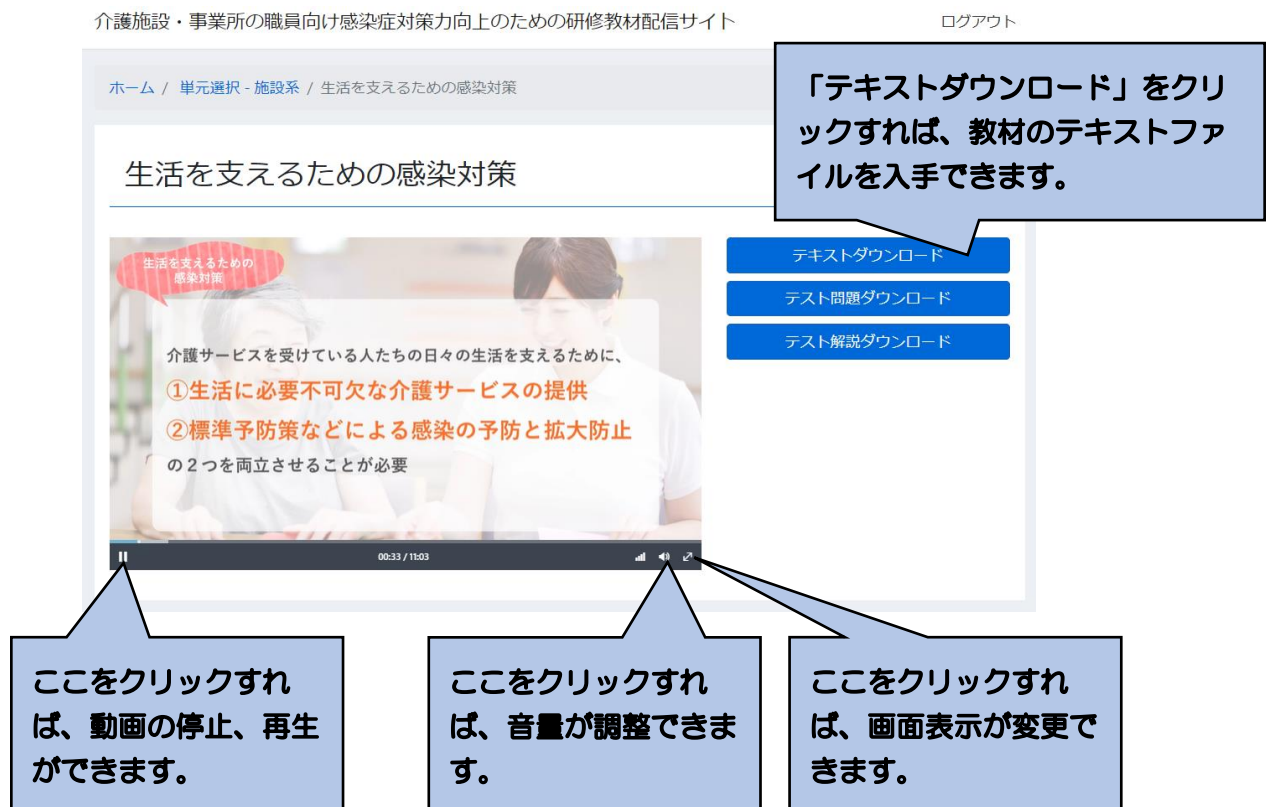 介護施設・事業所の職員向け感染症対策力向上のための研修教材配信サイト
ログアウト
ホーム / 単元選択 - 施設系 / 生活を支えるための感染対策
「テキストダウンロード」をクリ
ックすれば、教材のテキストファ
イルを入手できます。
生活を支えるための感染対策
生活を支えるための
感染対策
介護サービスを受けている人たちの日々の生活を支えるために、
①生活に必要不可欠な介護サービスの提供
②標準予防策などによる感染の予防と拡大防止
の２つを両立させることが必要
00:33 / 11:03
テキストダウンロード
テスト問題ダウンロード
テスト解説ダウンロード
ここをクリックすれ
ば、動画の停止、再生
ができます。
ここをクリックすれ
ば、音量が調整できま
す。
ここをクリックすれ
ば、画面表示が変更で
きます。